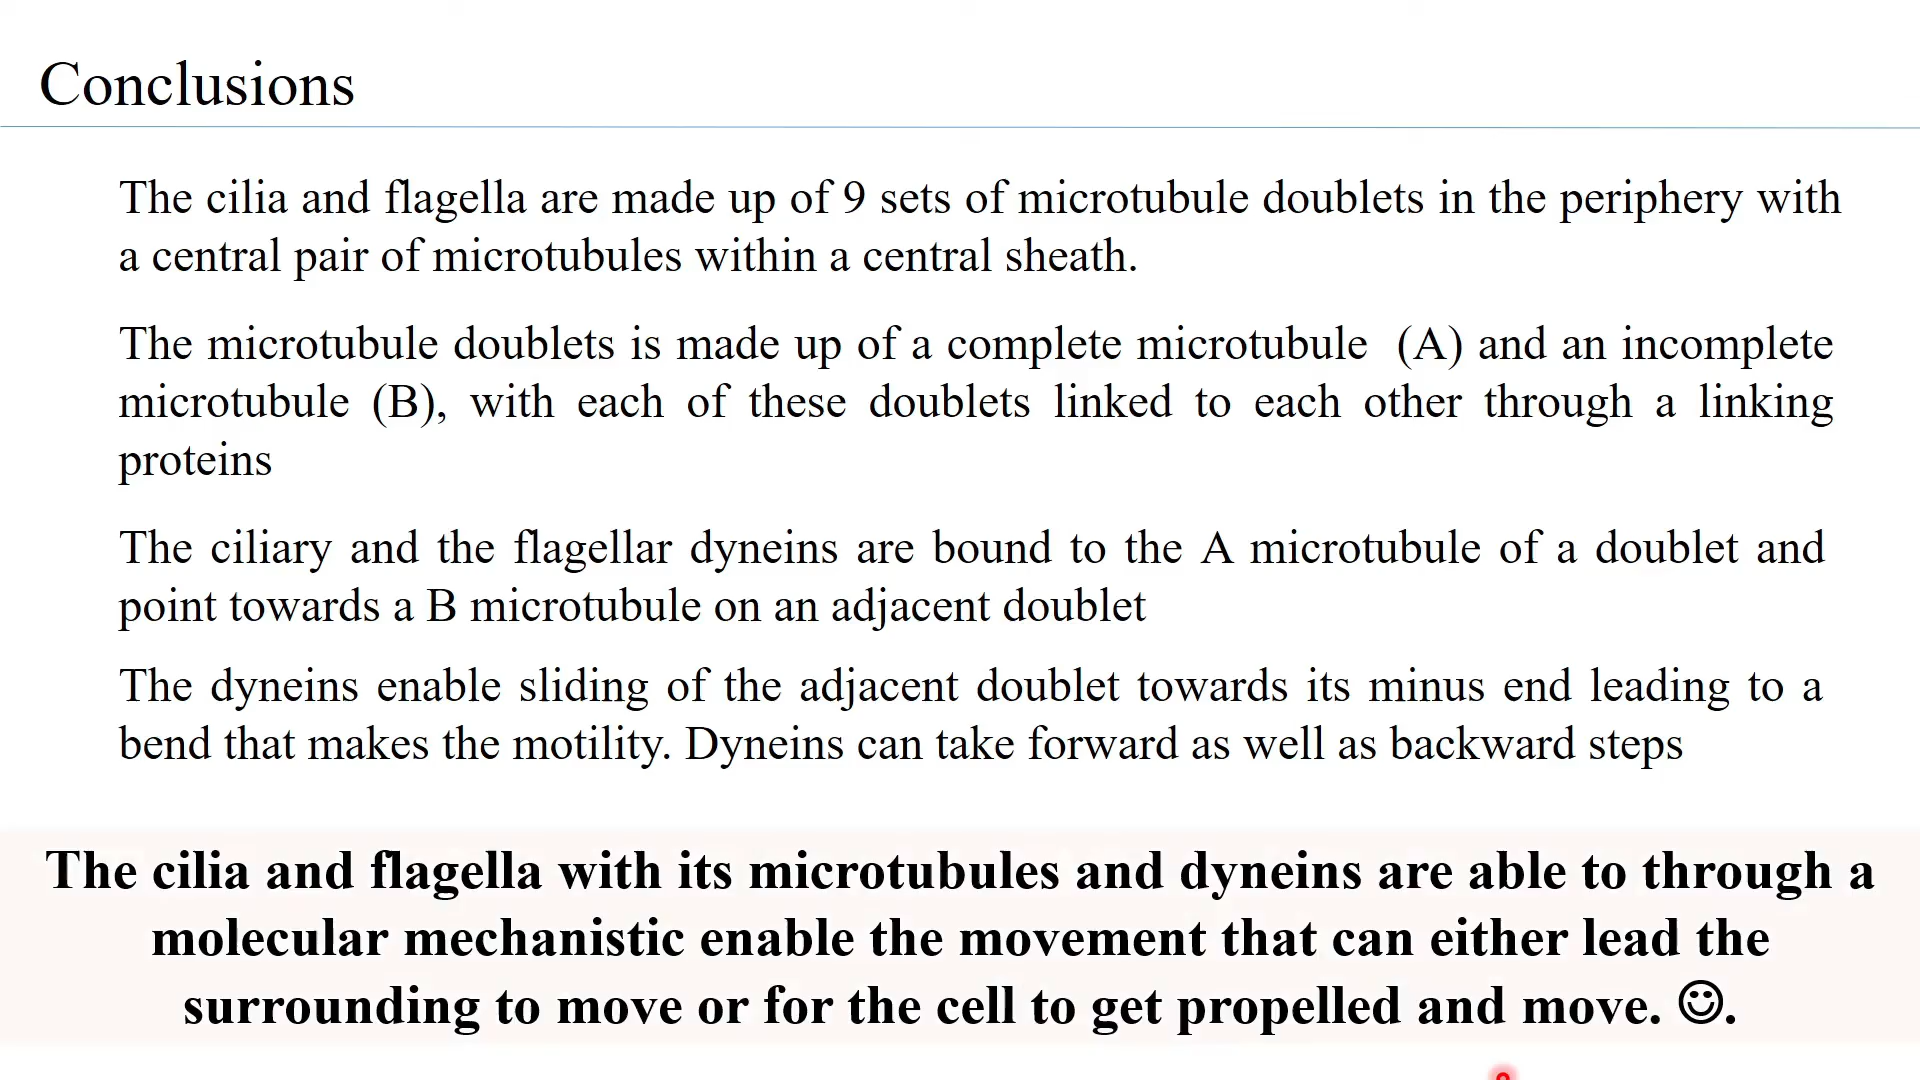 Conclusions
The cilia and flagella are made up of 9 sets of microtubule doublets in the periphery with
a central pair of microtubules within a central sheath.
The microtubule doublets is made up of a complete microtubule (A) and an incomplete
microtubule (B), with each of these doublets linked to each other through a linking
proteins
The ciliary and the flagellar dyneins are bound to the A microtubule of a doublet and
point towards a B microtubule on an adjacent doublet
The dyneins enable sliding of the adjacent doublet towards its minus end leading to a
bend that makes the motility. Dyneins can take forward as well as backward steps
The cilia and flagella with its microtubules and dyneins are able to through a
molecular mechanistic enable the movement that can either lead the
surrounding to move or for the cell to get propelled and move. ☺.